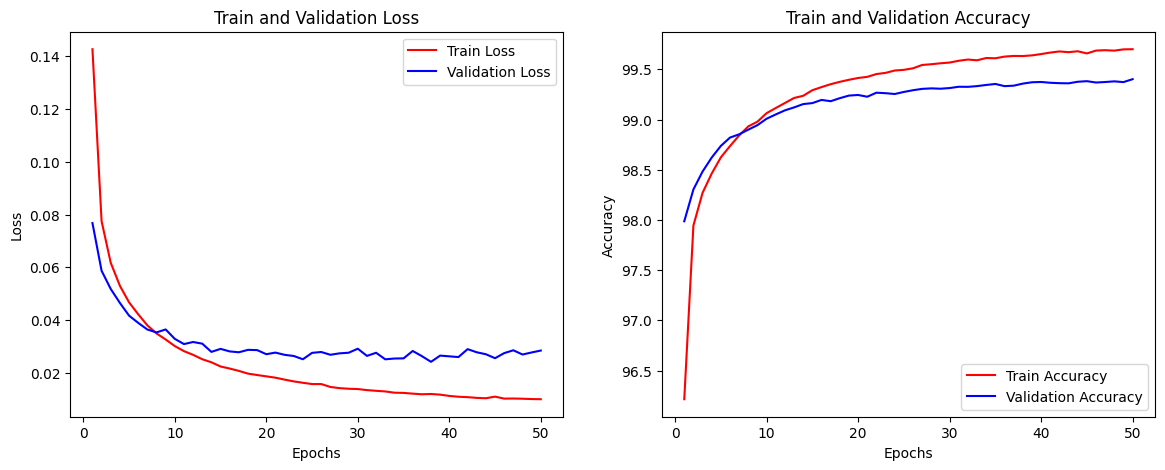 Train and Validation Loss
Train Loss
Validation Loss
0.14
0.12
0.10
0.08
0.06
0.04
0.02
Loss
0
10
20
30
40
50
Epochs
Train and Validation Accuracy
99.5
99.0
98.5
98.0
97.5
97.0
96.5
Accuracy
Train Accuracy
Validation Accuracy
0
10
20
30
40
50
Epochs